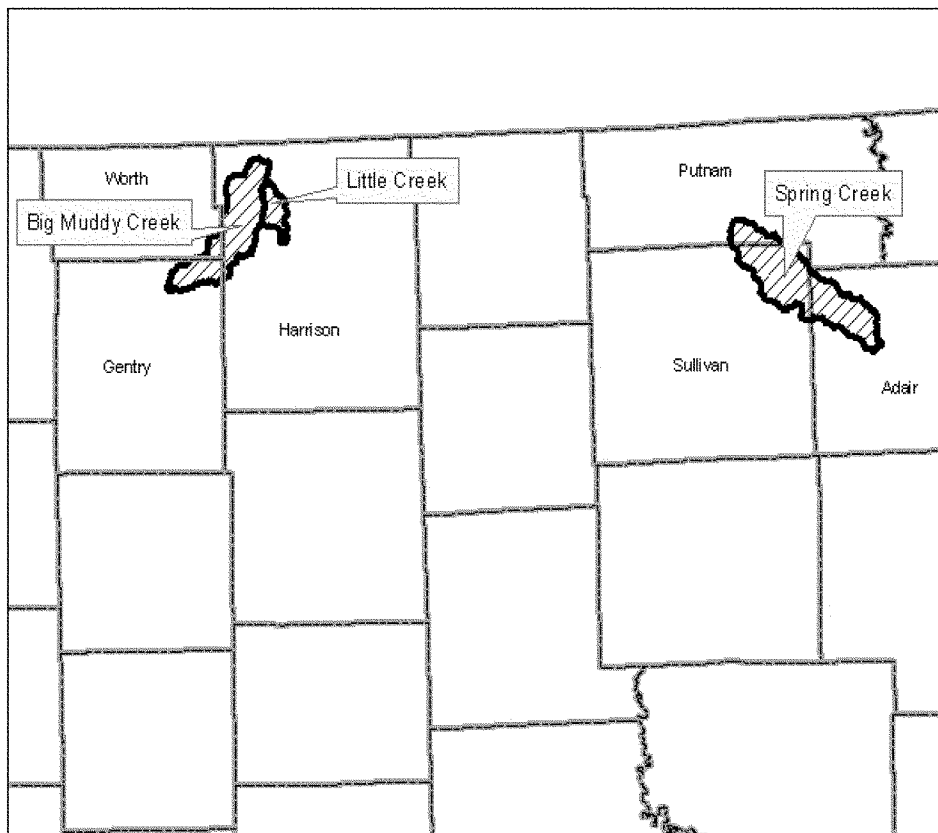 Worth
Little Creek
Putnam
Spring Creek
Big Muddy Creek
Harrison
Gentry
Sullivan
Adair